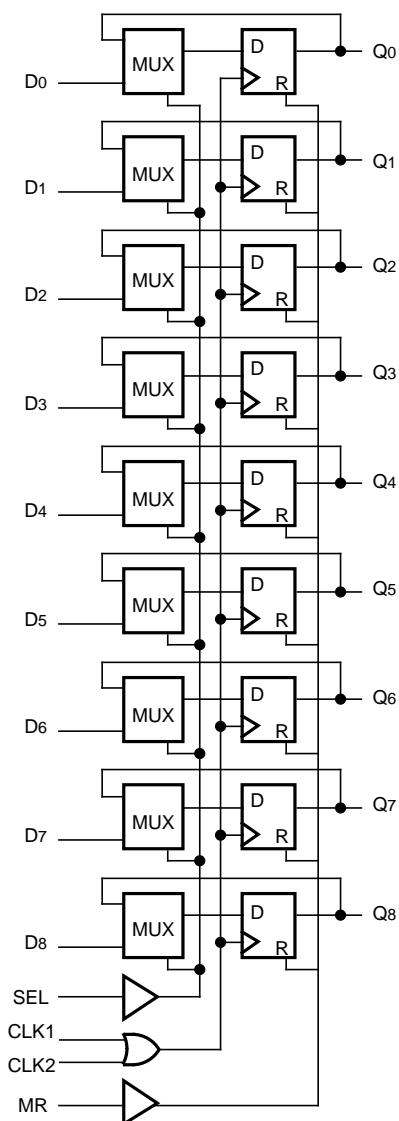 MUX D Q0
D0 R
MUX D Q1
D1 R
MUX D Q2
D2 R
MUX D Q3
D3 R
MUX D Q4
D4 R
MUX D Q5
D5 R
MUX D Q6
D6 R
MUX D Q7
D7 R
MUX D Q8
D8 R
SEL
CLK1
CLK2
MR